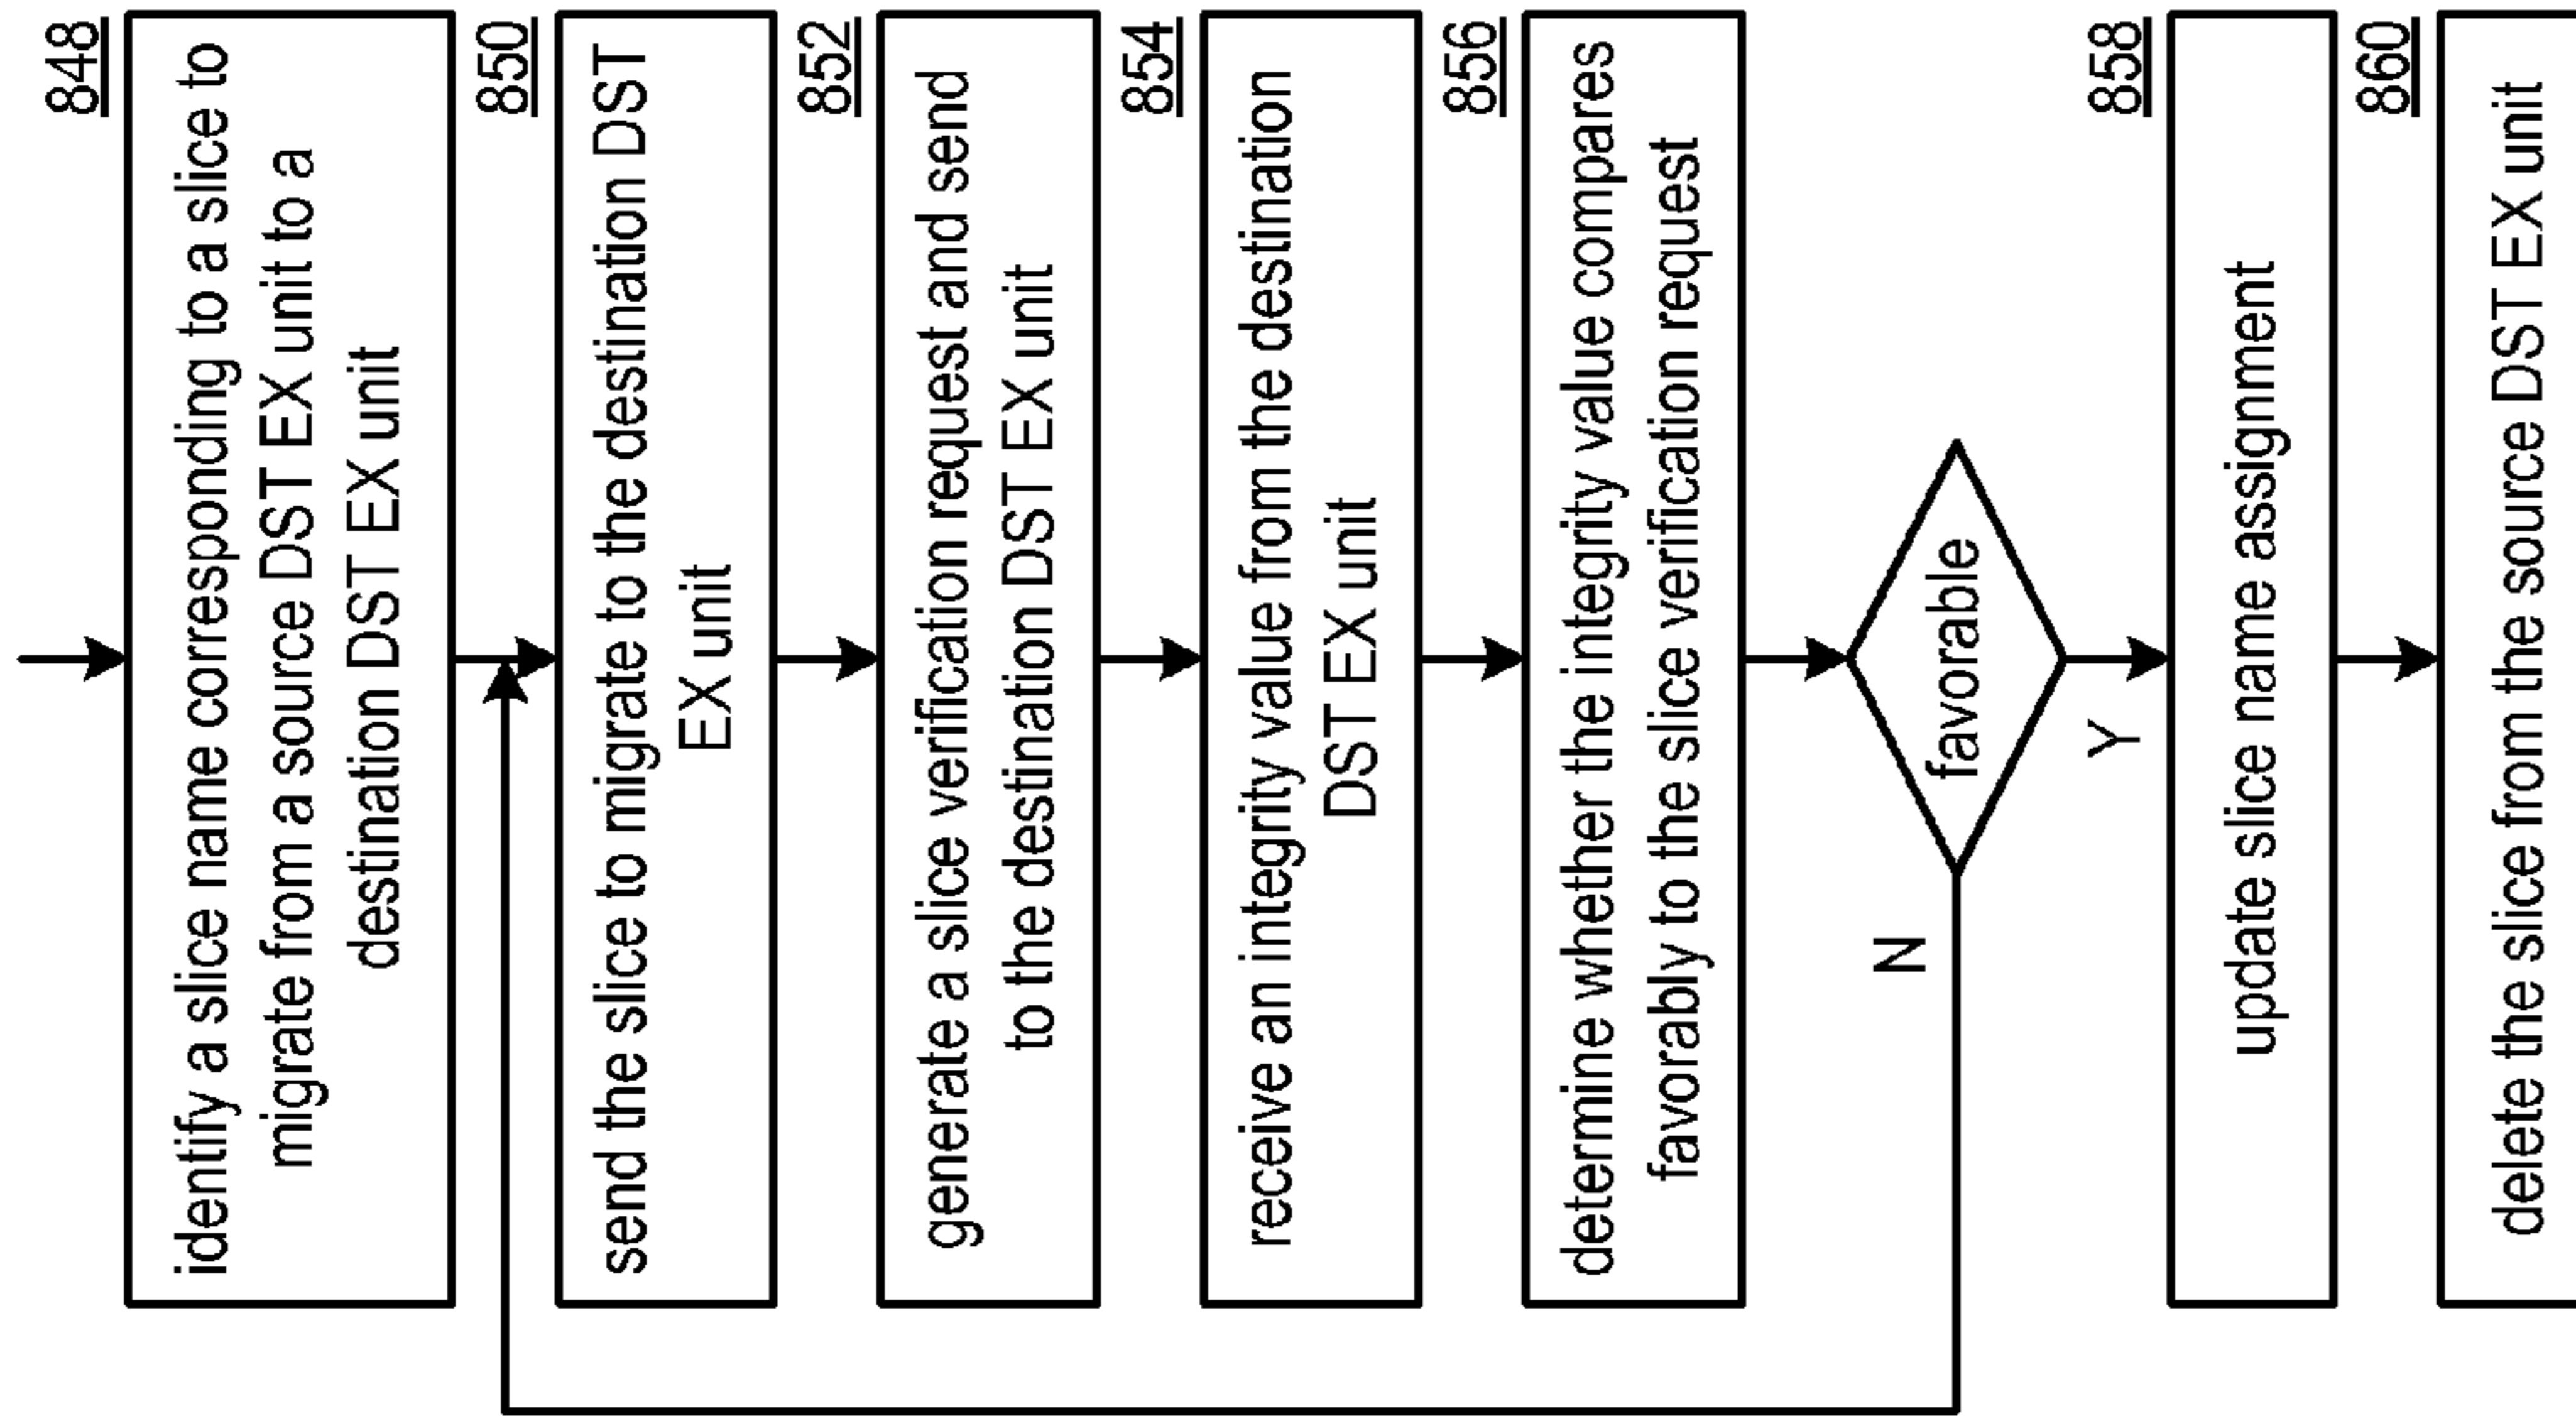 848
identify a slice name corresponding to a slice to
migrate from a source DST EX unit to a
destination DST EX unit
850
send the slice to migrate to the destination DST
EX unit
852
generate a slice verification request and send
to the destination DST EX unit
854
receive an integrity value from the destination
DST EX unit
856
determine whether the integrity value compares
favorably to the slice verification request
favorable
N
Y
858
update slice name assignment
860
delete the slice from the source DST EX unit